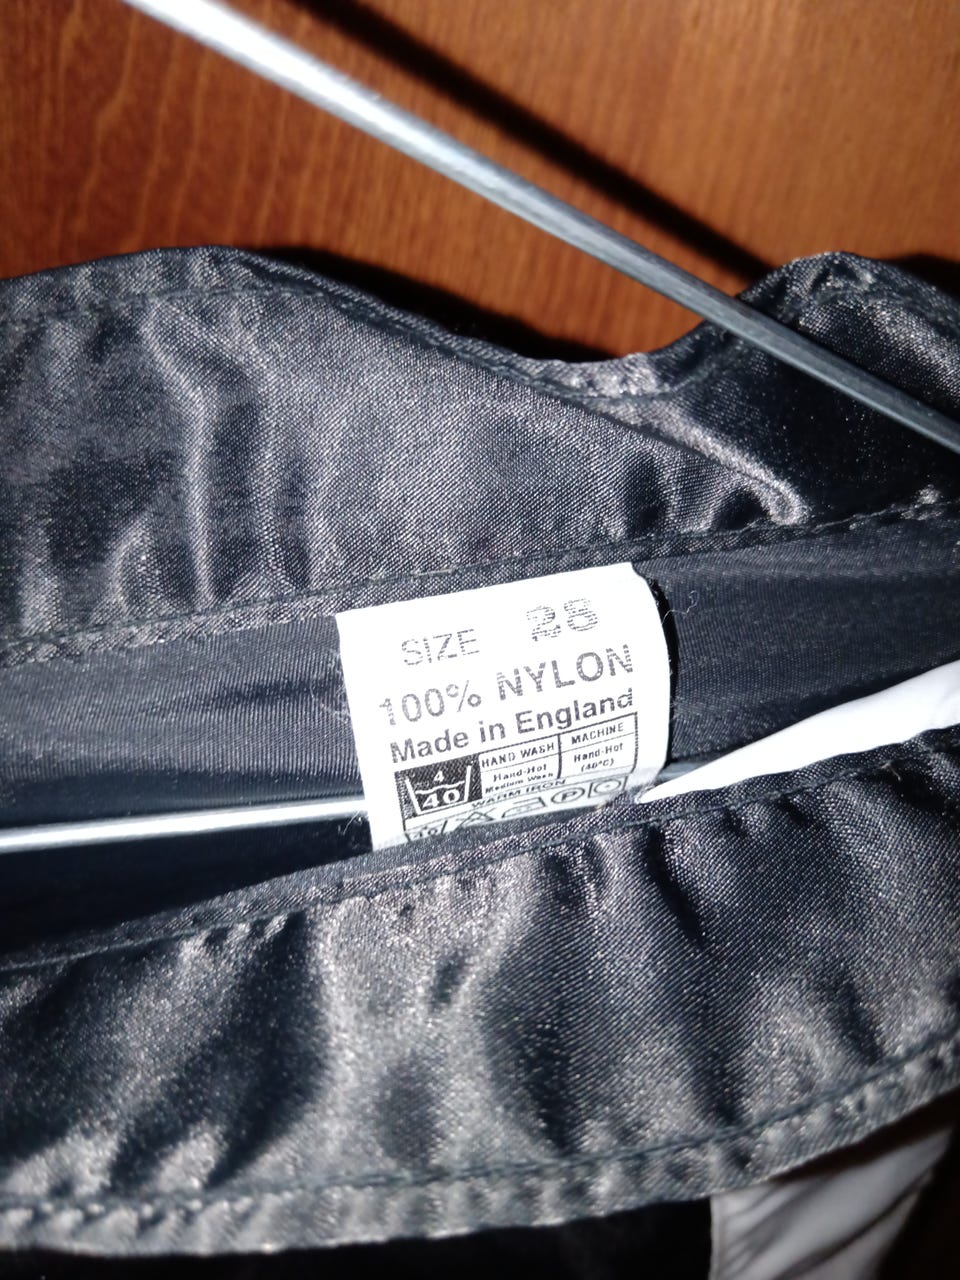 SIZE 28
100% NYLON
Made in England
4
40
HAND WASH
Hand-Hot
Medium Wash
MACHINE
Hand-Hot
(40°C)
WARM IRON
P